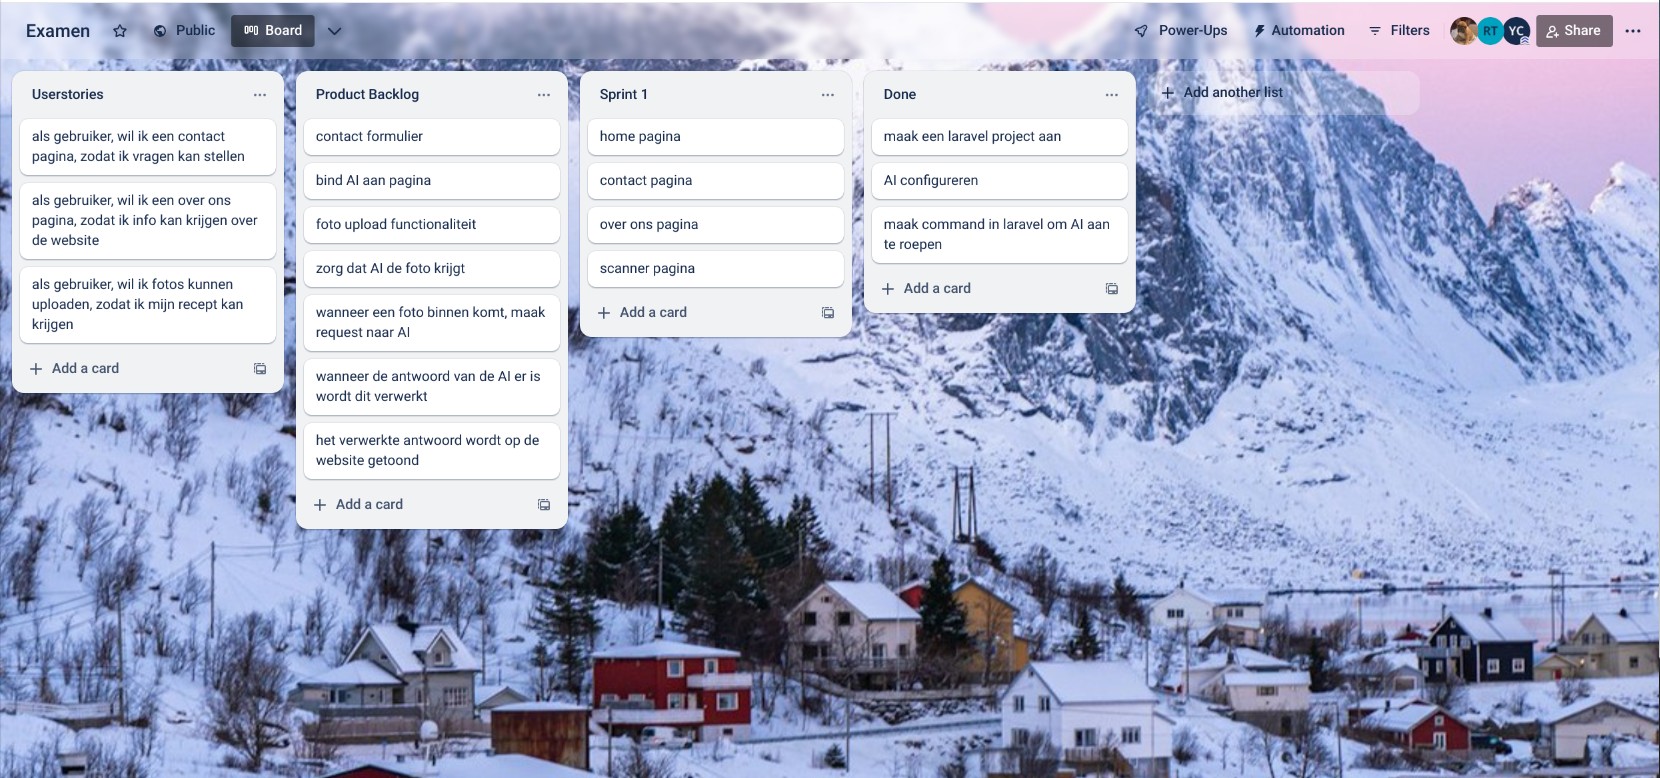 Examen
Public
Board
Power-Ups
Automation
Filters
RT
YC
Share
Userstories
als gebruiker, wil ik een contact
pagina, zodat ik vragen kan stellen
als gebruiker, wil ik een over ons
pagina, zodat ik info kan krijgen over
de website
als gebruiker, wil ik fotos kunnen
uploaden, zodat ik mijn recept kan
krijgen
Add a card
Product Backlog
contact formulier
bind AI aan pagina
foto upload functionaliteit
zorg dat AI de foto krijgt
wanneer een foto binnen komt, maak
request naar AI
wanneer de antwoord van de AI er is
wordt dit verwerkt
het verwerkte antwoord wordt op de
website getoond
Add a card
Sprint 1
home pagina
contact pagina
over ons pagina
scanner pagina
Add a card
Done
maak een laravel project aan
AI configureren
maak command in laravel om AI aan
te roepen
Add a card
Add another list